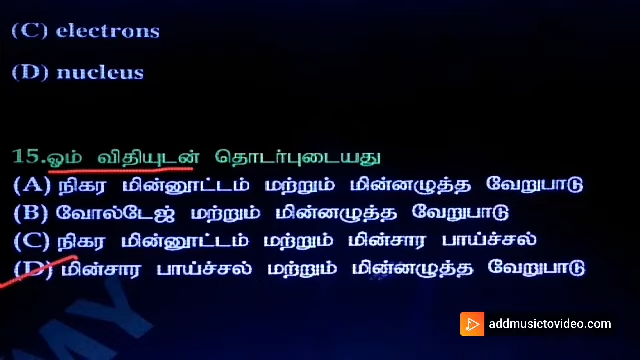 (C) electrons
(D) nucleus
15.ஓம் விதியுடன் தொடர்புடையது
(A) நிகர மின்னூட்டம் மற்றும் மின்னழுத்த வேறுபாடு
(B) வோல்டேஜ் மற்றும் மின்னழுத்த வேறுபாடு
(C) நிகர மின்னூட்டம் மற்றும் மின்சார பாய்ச்சல்
(D) மின்சார பாய்ச்சல் மற்றும் மின்னழுத்த வேறுபாடு
MY
addmusictovideo.com